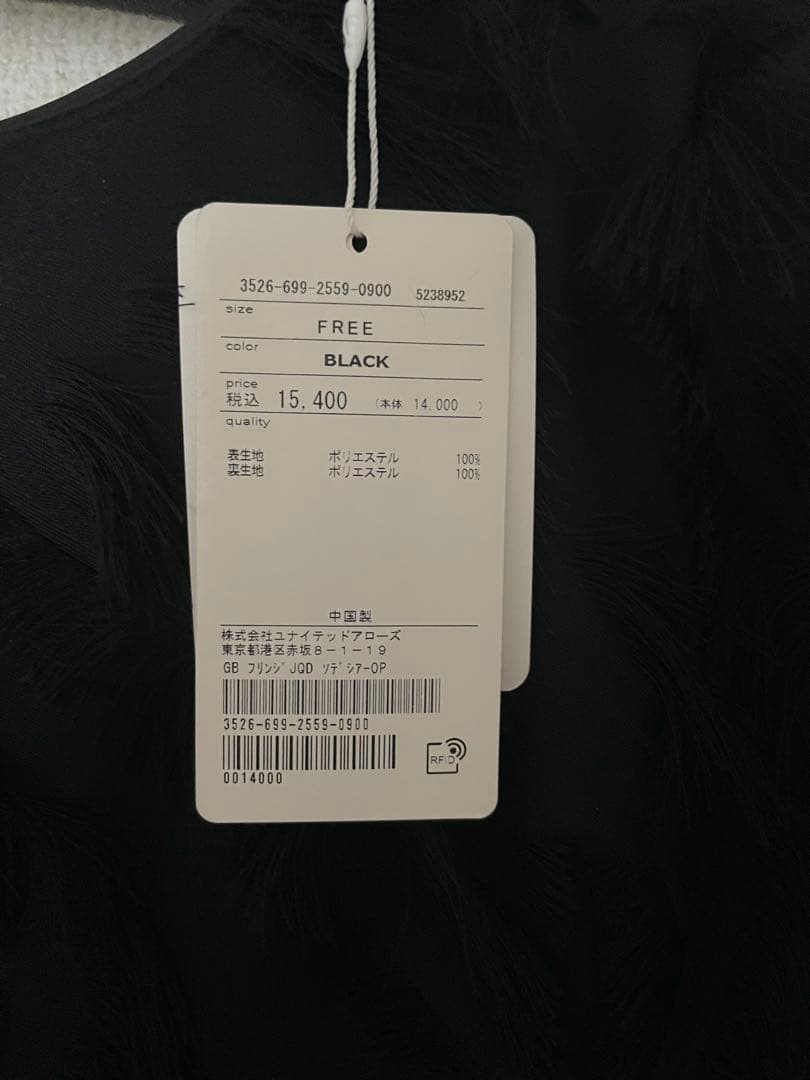 3526-699-2559-0900 5238952
size
FREE
color
BLACK
price
税込 15,400 (本体 14,000 )
quality
表生地 ポリエステル 100%
裏生地 ポリエステル 100%
中国製
株式会社ユナイテッドアローズ
東京都港区赤坂8-1-19
GB フリンジJQD ソデシアーOP
3526-699-2559-0900
0014000
RFID